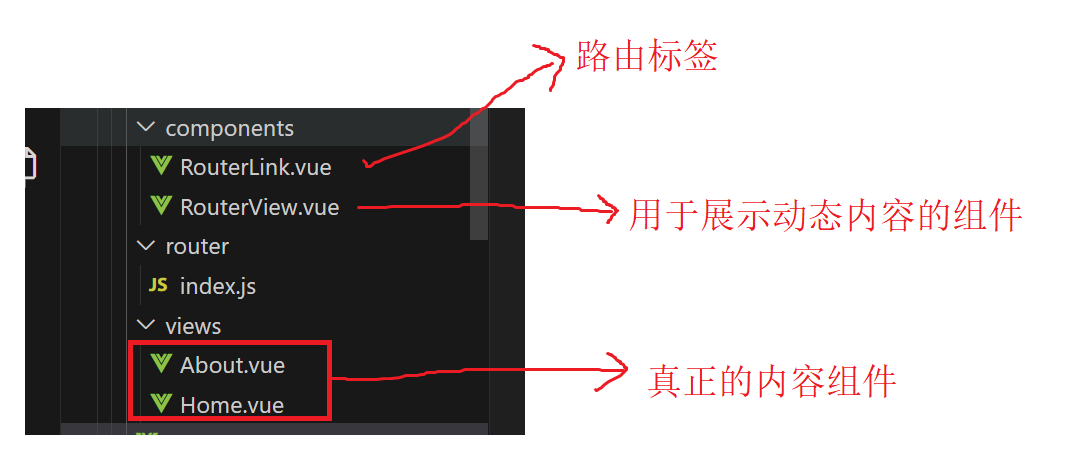 路由标签
components
RouterLink.vue
RouterView.vue
用于展示动态内容的组件
router
JS index.js
views
About.vue
真正的内容组件
Home.vue